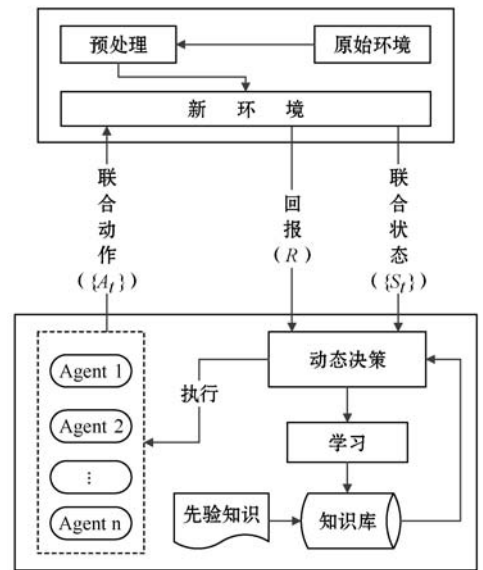 预处理
原始环境
新 环 境
联合动作
({A_t})
回报
(R)
联合状态
({S_t})
Agent 1
Agent 2
⋮
Agent n
执行
动态决策
学习
先验知识
知识库